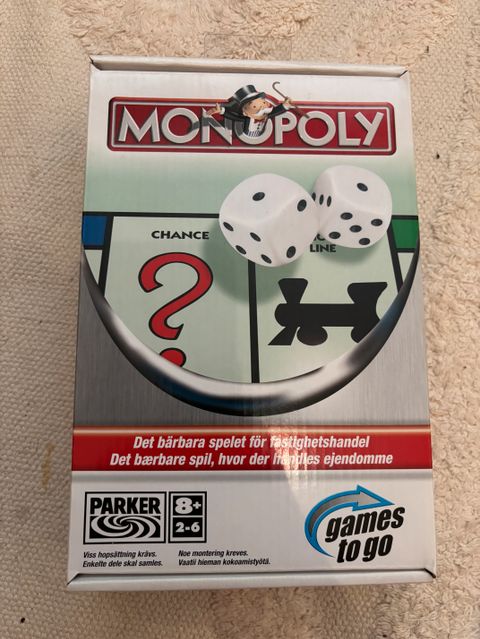 MONOPOLY
CHANCE
LINE
Det bärbara spelet för fastighetshandel
Det bærbare spil, hvor der handles ejendomme
PARKER
8+
2-6
games
to go
Viss hopsättning krävs.
Enkelte dele skal samles.
Noe montering kreves.
Vaatii hieman kokoamistyötä.